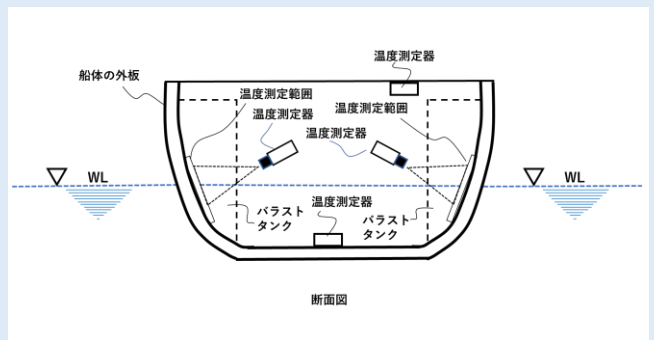 温度測定器
船体の外板
温度測定範囲
温度測定器
温度測定範囲
温度測定器
WL
WL
温度測定器
バラスト
タンク
バラスト
タンク
断面図